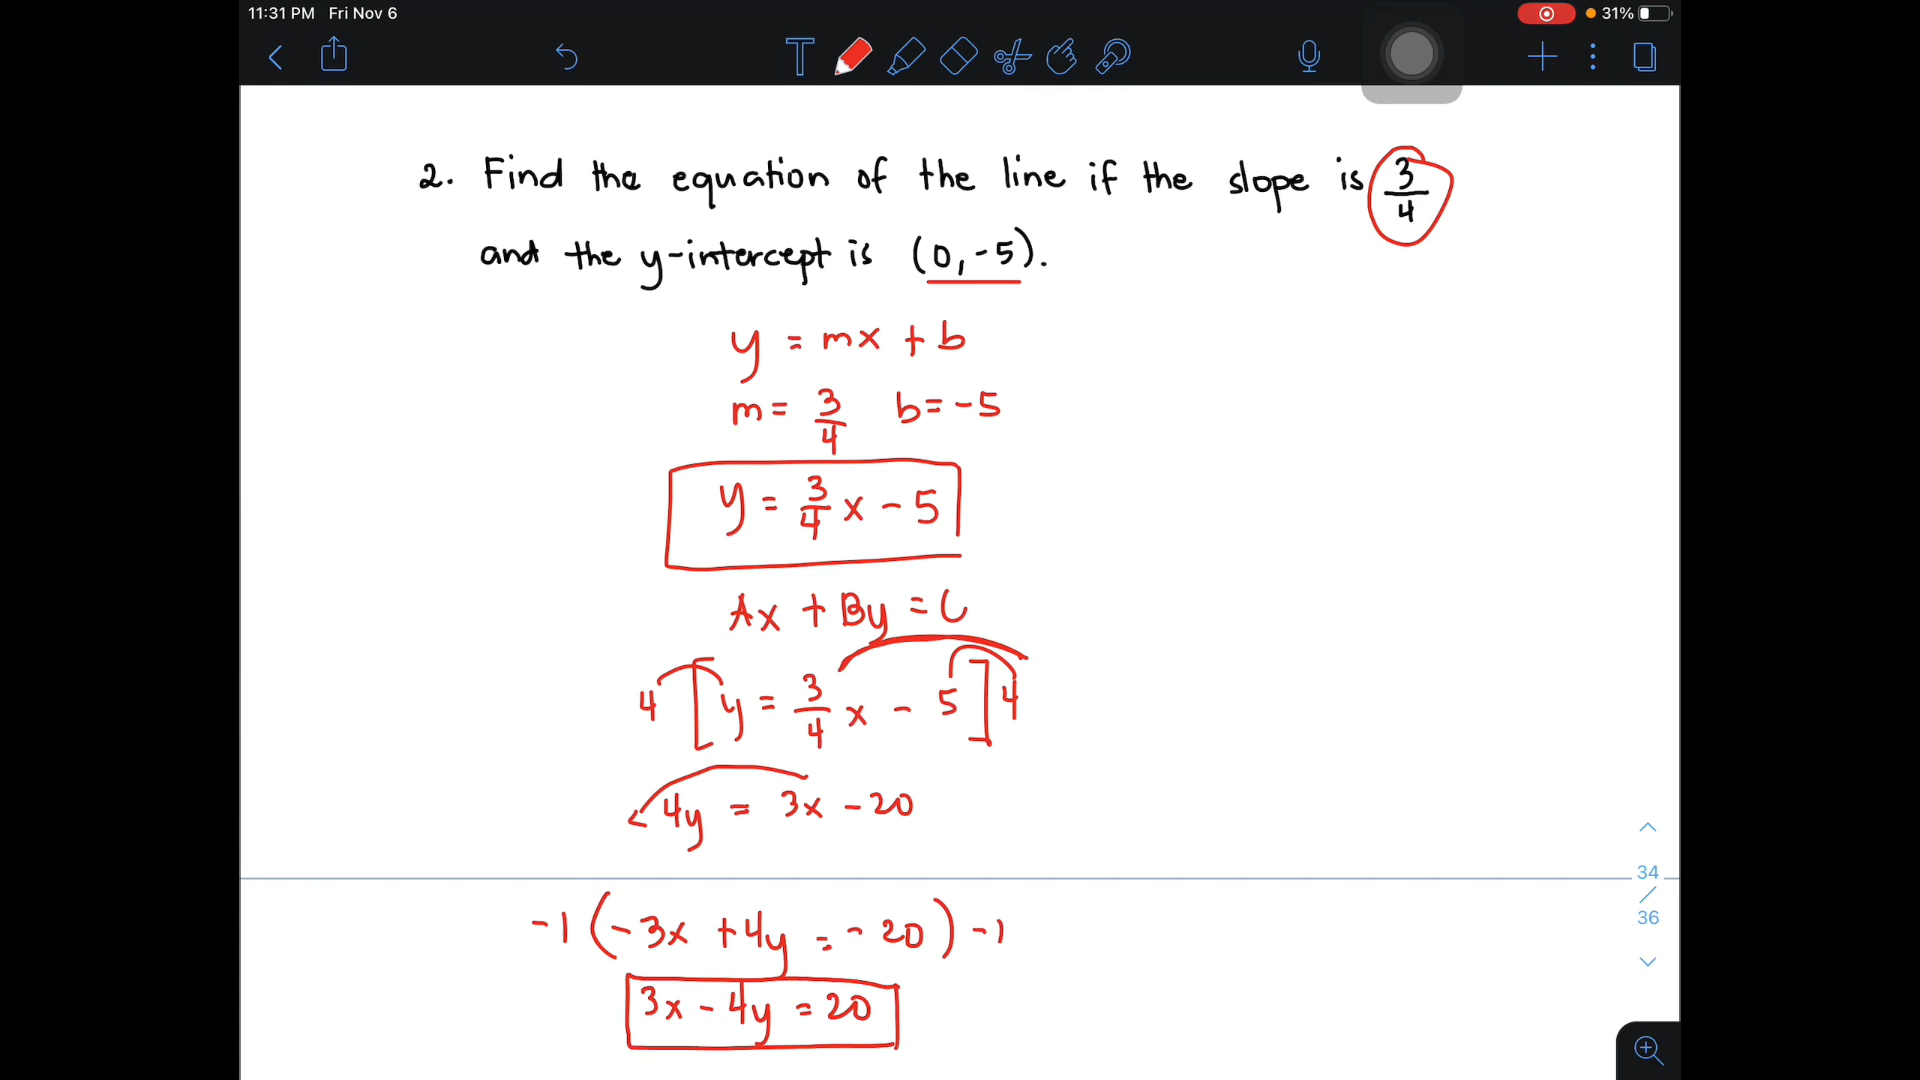 11:31 PM Fri Nov 6
31%
T
2. Find the equation of the line if the slope is 3/4
and the y-intercept is (0, -5).
y = mx + b
m = 3/4 b = -5
y = 3/4 x - 5
Ax + By = C
4 [y = 3/4 x - 5] 4
4y = 3x - 20
-1 (-3x + 4y = -20) -1
3x - 4y = 20
34
/
36